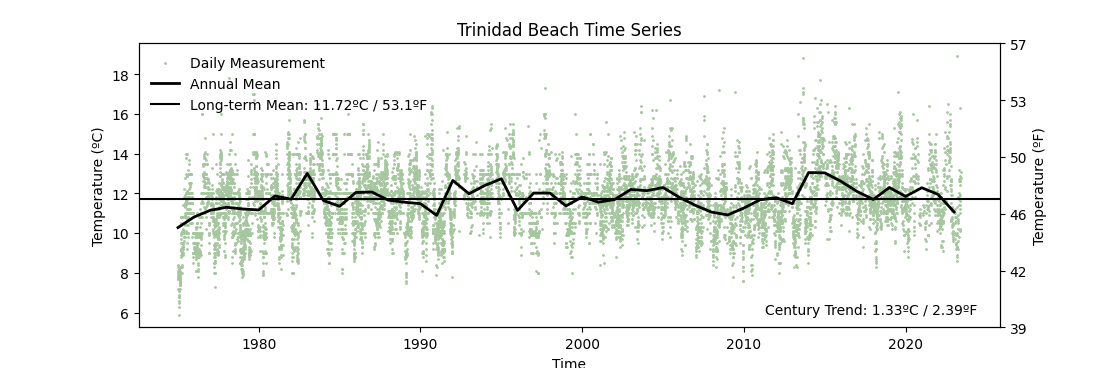 Trinidad Beach Time Series
Daily Measurement
Annual Mean
Long-term Mean: 11.72ºC / 53.1ºF
Temperature (ºC)
18
16
14
12
10
8
6
57
53
50
46
42
39
Temperature (ºF)
Century Trend: 1.33ºC / 2.39ºF
1980
1990
2000
2010
2020
Time